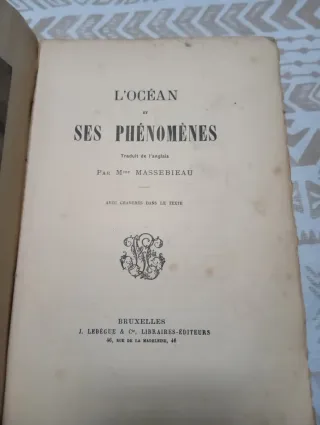 L'OCÉAN
ET
SES PHÉNOMÈNES
Traduit de l'anglais
PAR Mme MASSEBIEAU
AVEC GRAVURES DANS LE TEXTE
BRUXELLES
J. LEBÈGUE & Cie, LIBRAIRES-ÉDITEURS
46, RUE DE LA MADELEINE, 46